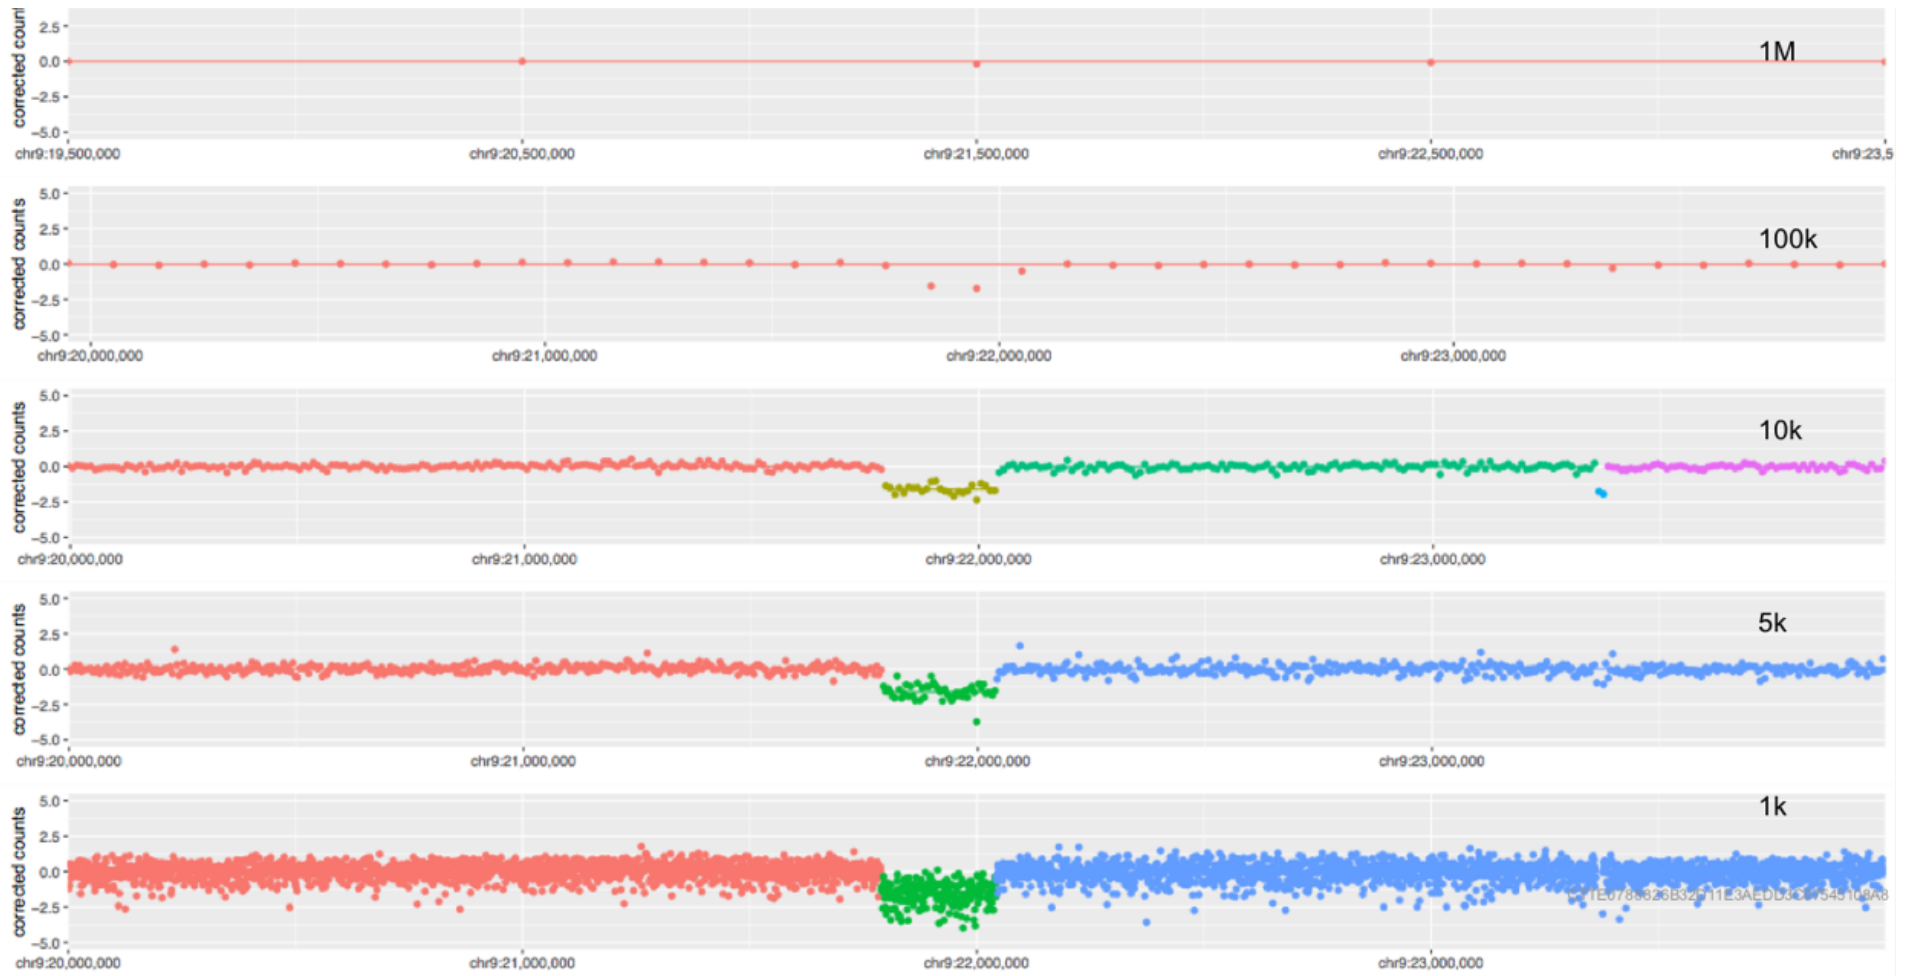 corrected coun
2.5
0.0
−2.5
−5.0
1M
chr9:19,500,000 chr9:20,500,000 chr9:21,500,000 chr9:22,500,000 chr9:23,5
corrected counts
5.0
2.5
0.0
−2.5
−5.0
100k
chr9:20,000,000 chr9:21,000,000 chr9:22,000,000 chr9:23,000,000
corrected counts
5.0
2.5
0.0
−2.5
−5.0
10k
chr9:20,000,000 chr9:21,000,000 chr9:22,000,000 chr9:23,000,000
corrected counts
5.0
2.5
0.0
−2.5
−5.0
5k
chr9:20,000,000 chr9:21,000,000 chr9:22,000,000 chr9:23,000,000
corrected counts
5.0
2.5
0.0
−2.5
−5.0
1k
chr9:20,000,000 chr9:21,000,000 chr9:22,000,000 chr9:23,000,000